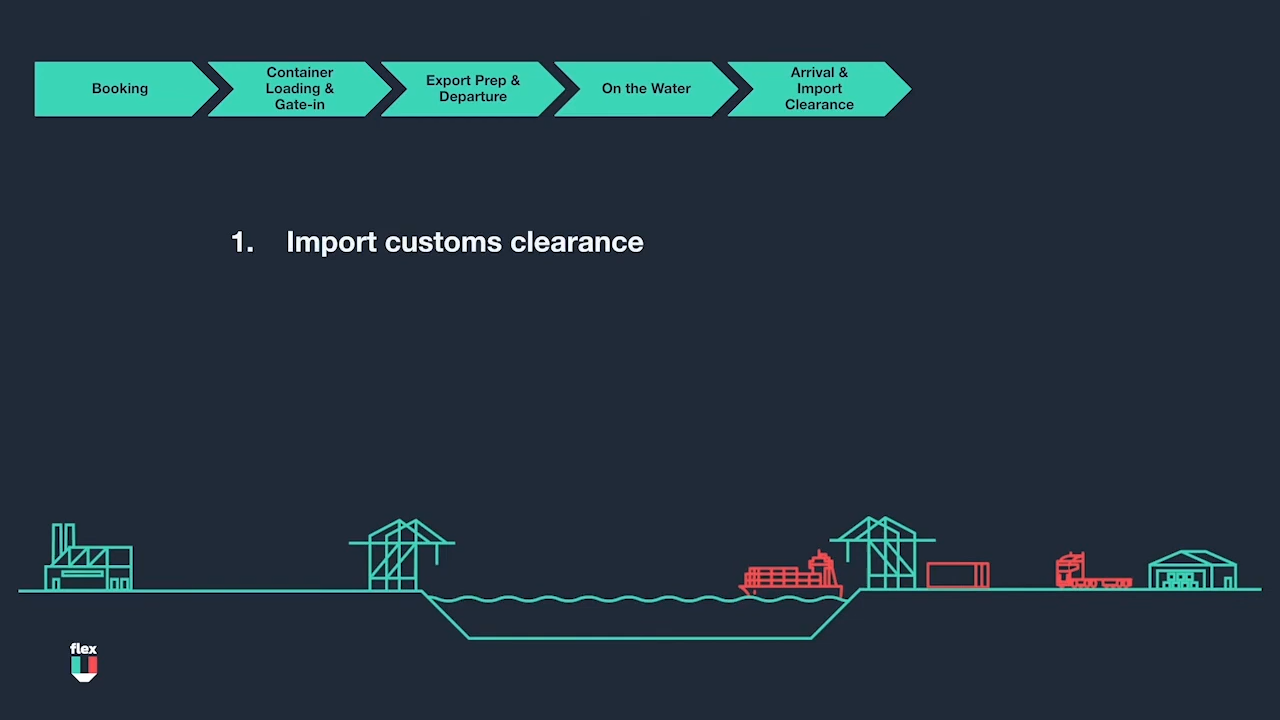 Booking
Container
Loading &
Gate-in
Export Prep &
Departure
On the Water
Arrival &
Import
Clearance
1. Import customs clearance
flex
U